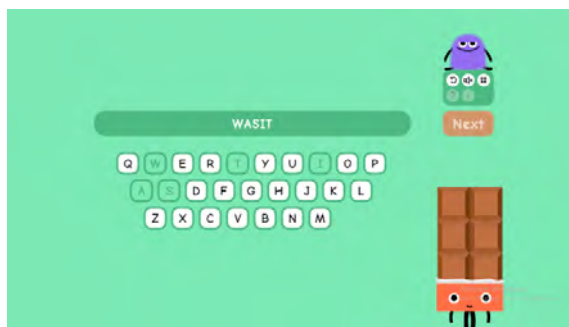 WASIT
Next
Q W E R T Y U I O P
A S D F G H J K L
Z X C V B N M